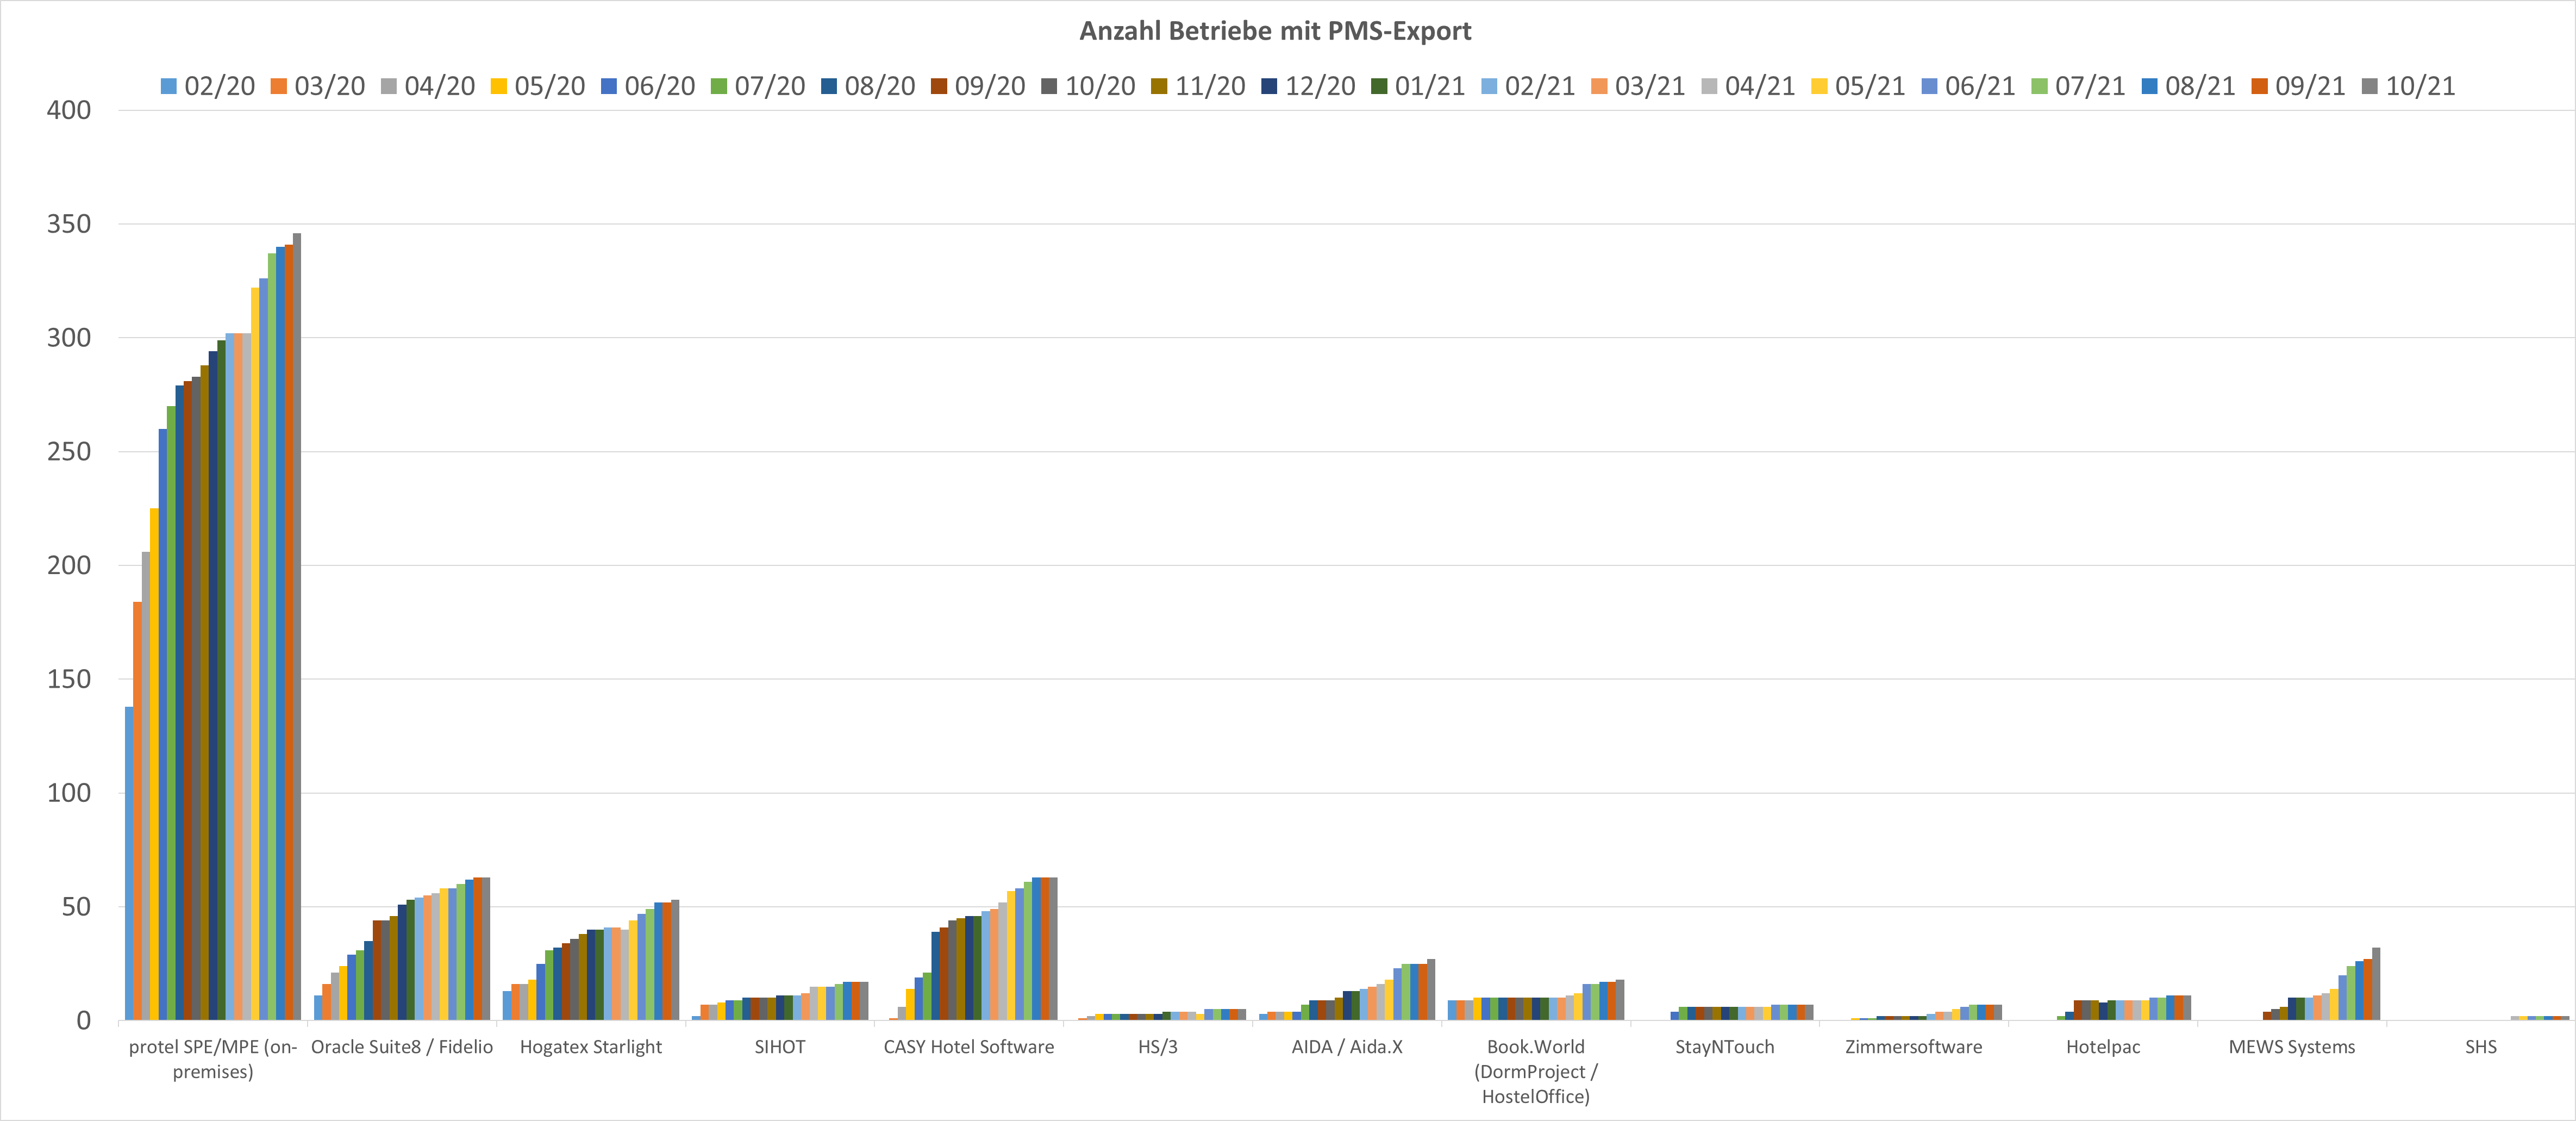 Anzahl Betriebe mit PMS-Export
02/20 03/20 04/20 05/20 06/20 07/20 08/20 09/20 10/20 11/20 12/20 01/21 02/21 03/21 04/21 05/21 06/21 07/21 08/21 09/21 10/21
400
350
300
250
200
150
100
50
0
protel SPE/MPE (on-
premises)
Oracle Suite8 / Fidelio
Hogatex Starlight
SIHOT
CASY Hotel Software
HS/3
AIDA / Aida.X
Book.World
(DormProject /
HostelOffice)
StayNTouch
Zimmersoftware
Hotelpac
MEWS Systems
SHS